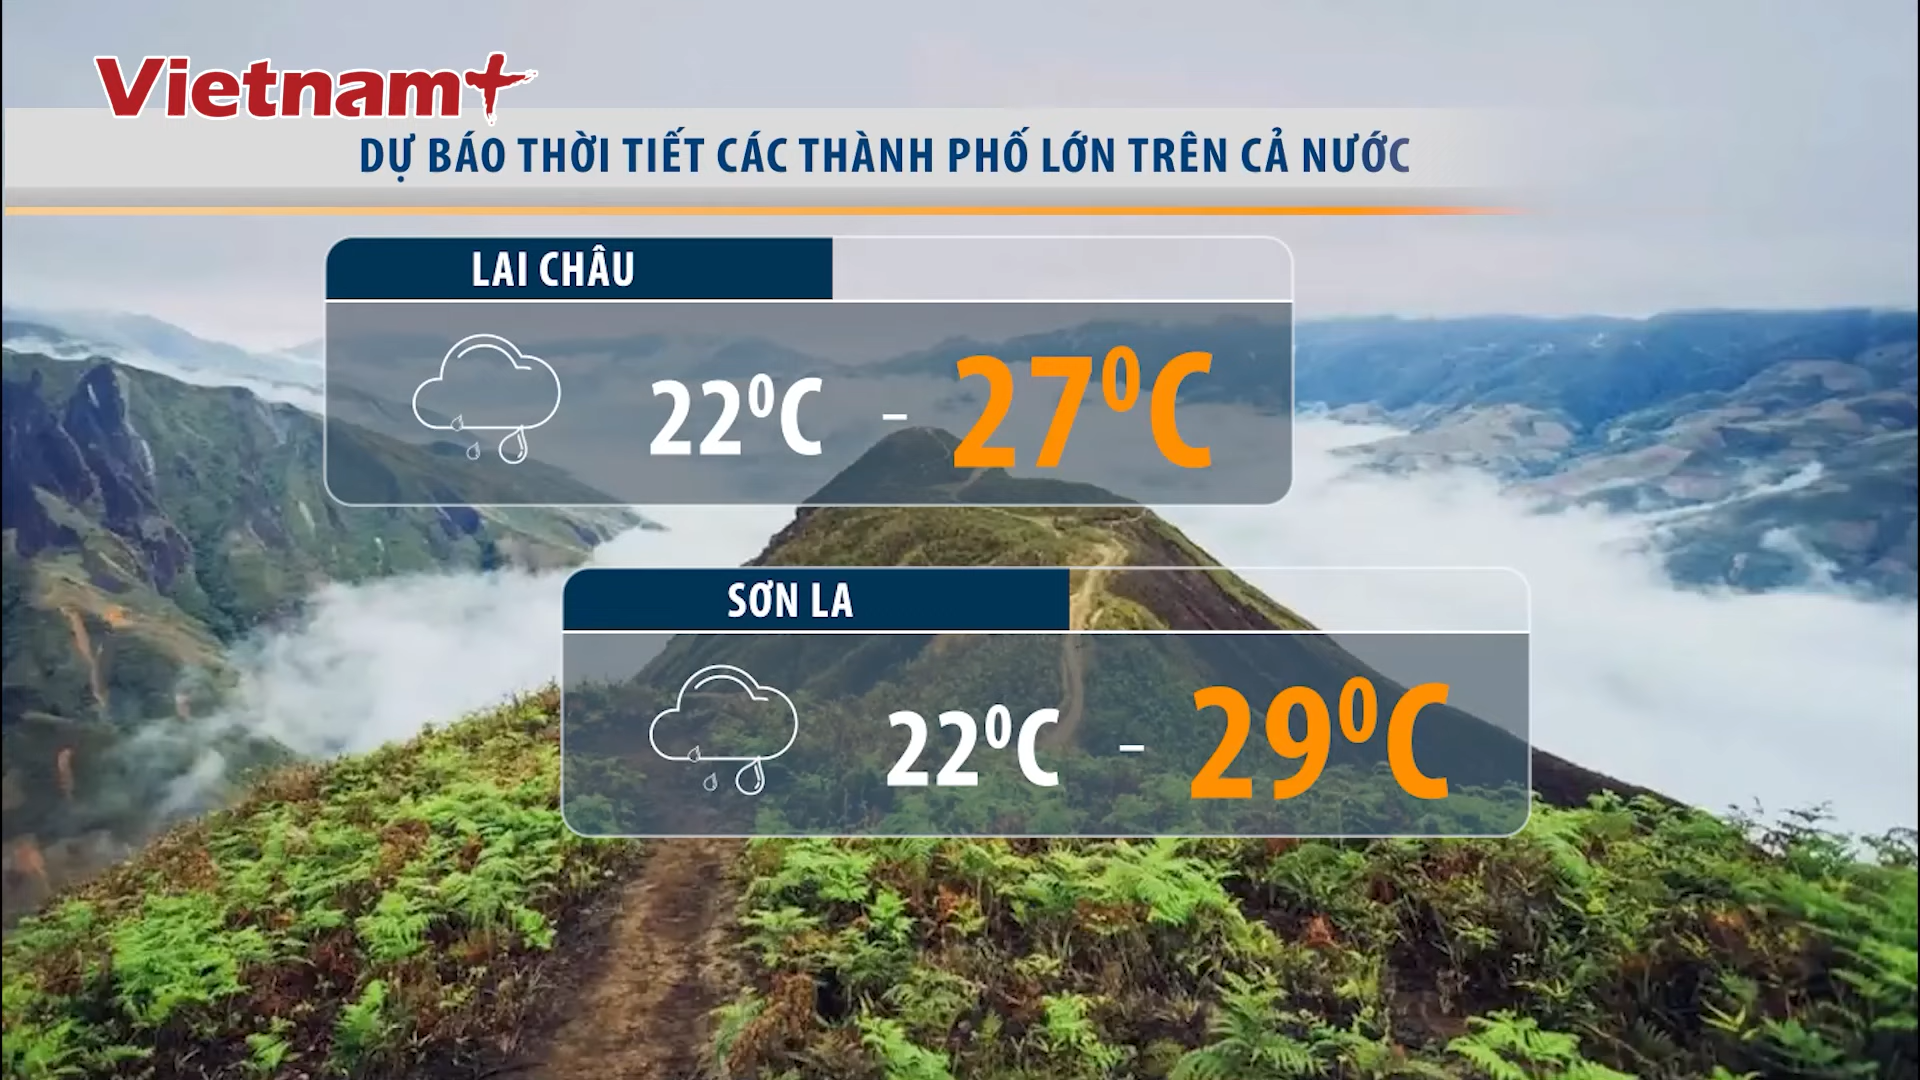 Vietnam+
DỰ BÁO THỜI TIẾT CÁC THÀNH PHỐ LỚN TRÊN CẢ NƯỚC
LAI CHÂU
22⁰C – 27⁰C
SƠN LA
22⁰C – 29⁰C